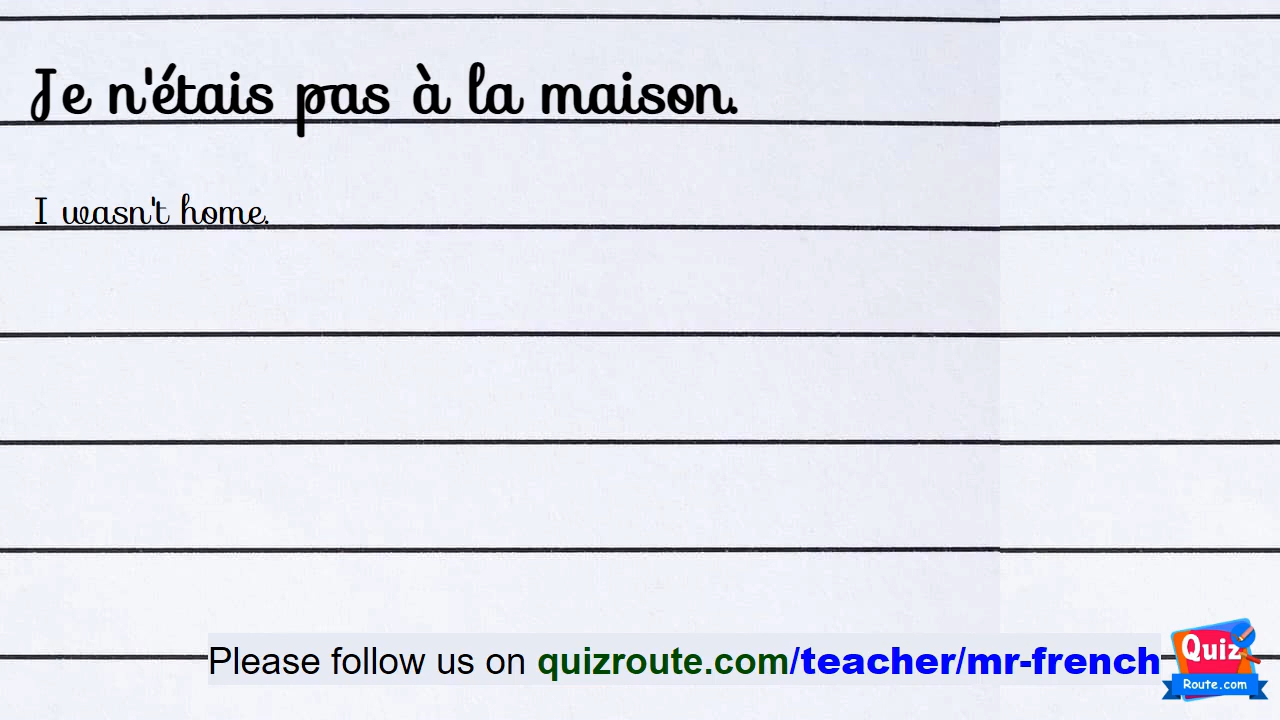 Je n'étais pas à la maison.
I wasn't home.
Please follow us on quizroute.com/teacher/mr-french
Quiz
Route.com